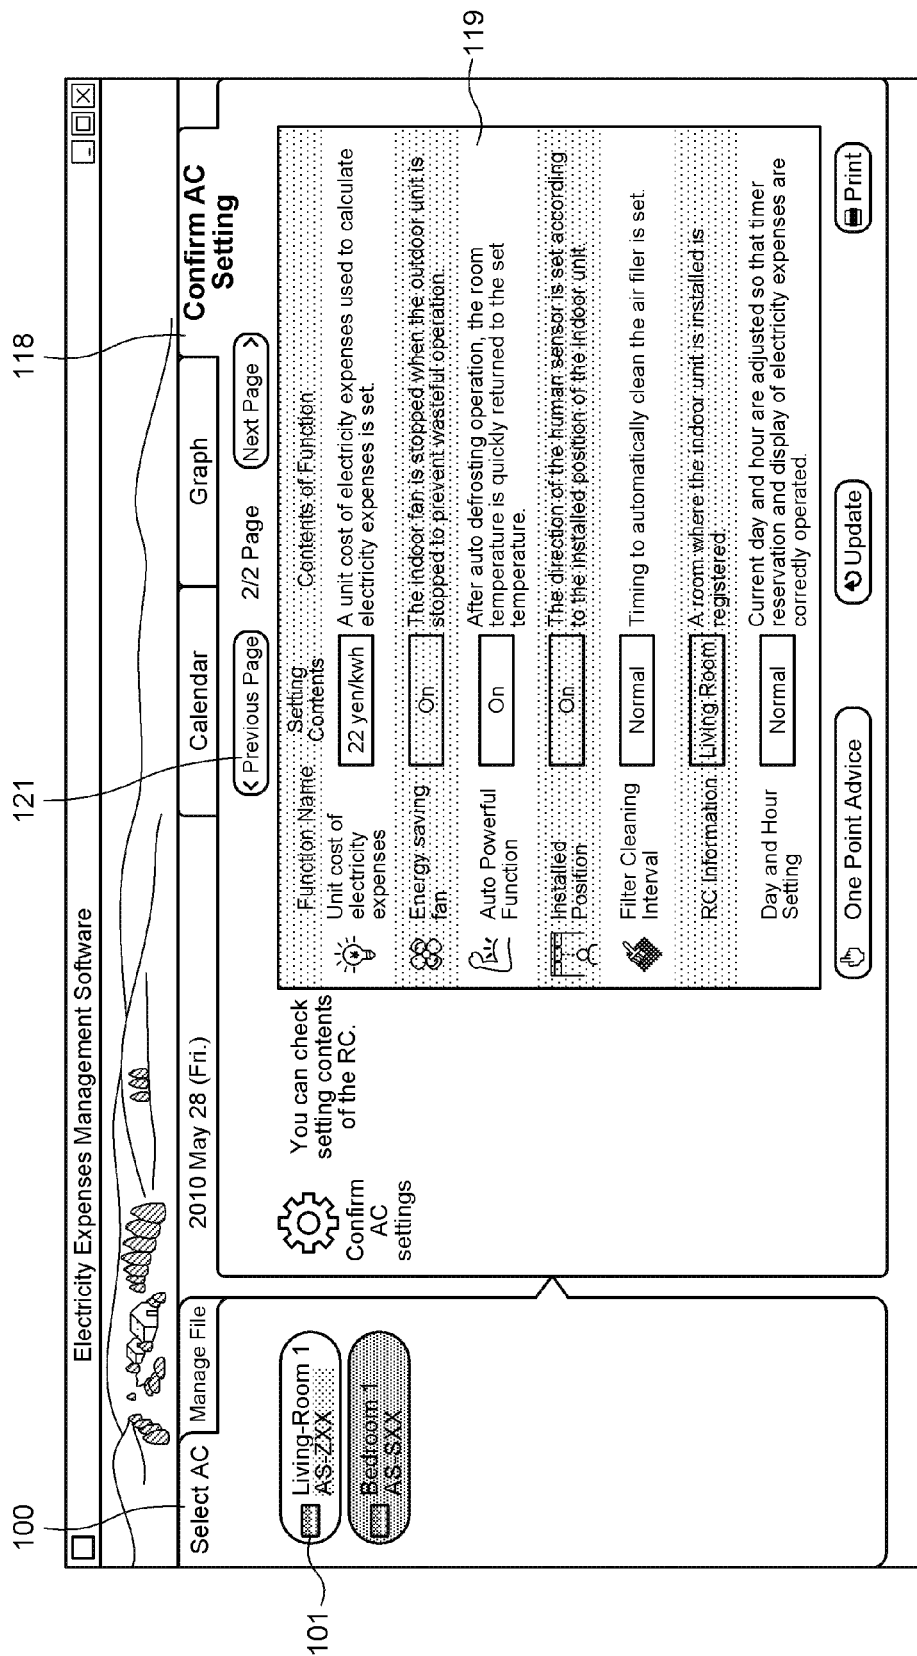 118
121
100
119
101
Electricity Expenses Management Software
Select AC
Manage File
2010 May 28 (Fri.)
Calendar
Graph
Confirm AC
Setting
Living-Room 1
AS-ZXX
Bedroom1
AS-SXX
Confirm
AC
settings
You can check
setting contents
of the RC.
Previous Page
2/2 Page
Next Page
Function Name
Setting
Contents
Contents of Function
Unit cost of
electricity
expenses
22 yen/kwh
A unit cost of electricity expenses used to calculate
electricity expenses is set.
Energy saving
fan
On
The indoor fan is stopped when the outdoor unit is
stopped to prevent wasteful operation.
Auto Powerful
Function
On
After auto defrosting operation, the room
temperature is quickly returned to the set
temperature.
Installed
Position
On
The direction of the human sensor is set according
to the installed position of the indoor unit.
Filter Cleaning
Interval
Normal
Timing to automatically clean the air filer is set.
RC Information
Living Room
A room where the indoor unit is installed is
registered.
Day and Hour
Setting
Normal
Current day and hour are adjusted so that timer
reservation and display of electricity expenses are
correctly operated.
One Point Advice
Update
Print